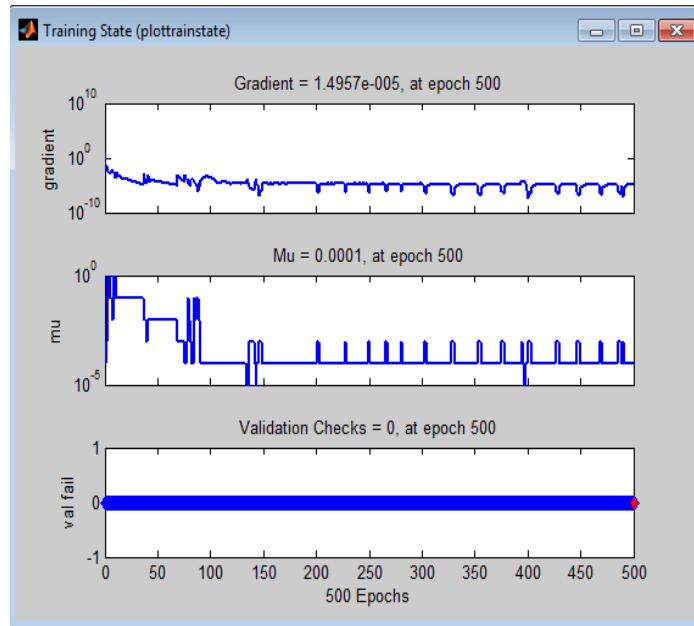 Training State (plottrainstate)
Gradient = 1.4957e-005, at epoch 500
10^10
10^0
10^-10
gradient
Mu = 0.0001, at epoch 500
10^0
10^-5
mu
Validation Checks = 0, at epoch 500
1
0
-1
val fail
0 50 100 150 200 250 300 350 400 450 500
500 Epochs